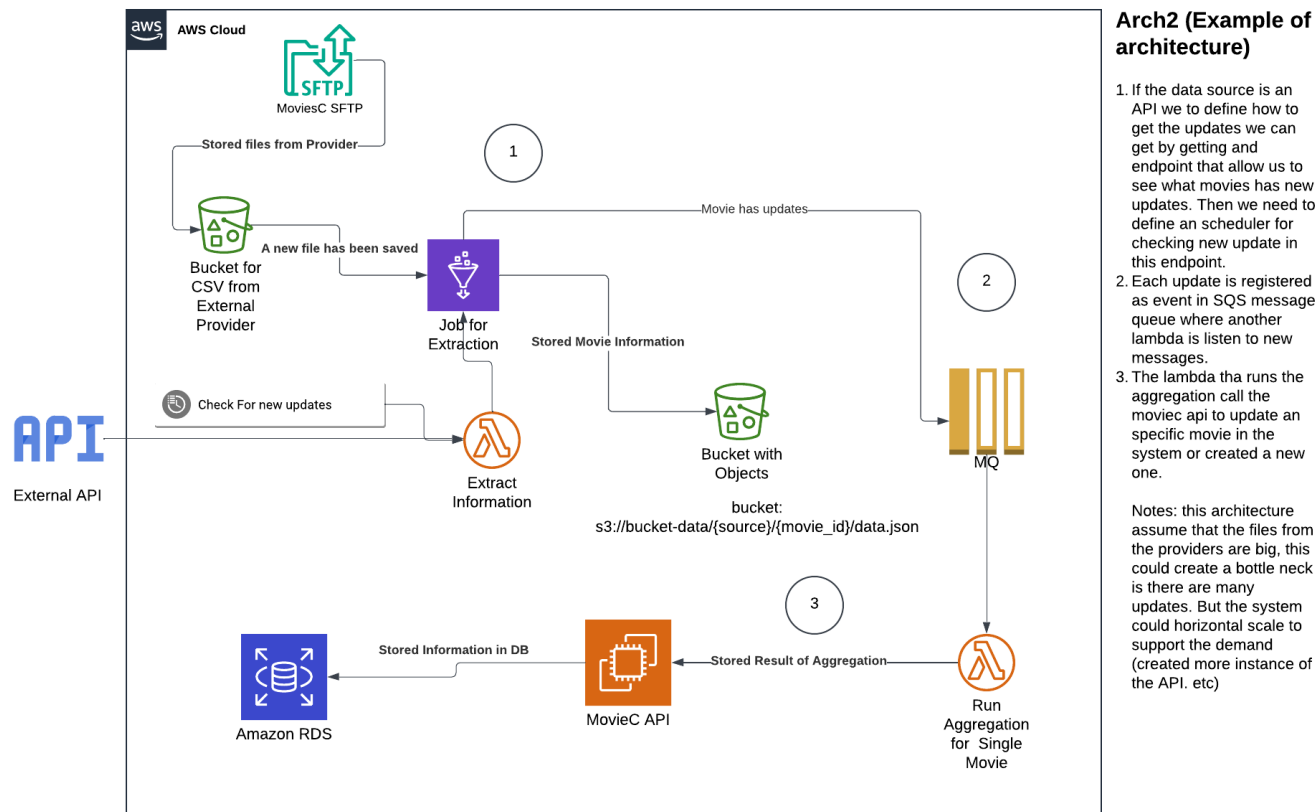 aws
AWS Cloud
SFTP
MoviesC SFTP
Stored files from Provider
1
Movie has updates
A new file has been saved
Bucket for
CSV from
External
Provider
Job for
Extraction
2
Stored Movie Information
Check For new updates
API
External API
Extract
Information
Bucket with
Objects
MQ
bucket:
s3://bucket-data/{source}/{movie_id}/data.json
3
Stored Information in DB
Stored Result of Aggregation
MovieC API
Amazon RDS
Run
Aggregation
for Single
Movie
Arch2 (Example of
architecture)
1. If the data source is an
API we to define how to
get the updates we can
get by getting and
endpoint that allow us to
see what movies has new
updates. Then we need to
define an scheduler for
checking new update in
this endpoint.
2. Each update is registered
as event in SQS message
queue where another
lambda is listen to new
messages.
3. The lambda tha runs the
aggregation call the
moviec api to update an
specific movie in the
system or created a new
one.
Notes: this architecture
assume that the files from
the providers are big, this
could create a bottle neck
is there are many
updates. But the system
could horizontal scale to
support the demand
(created more instance of
the API. etc)